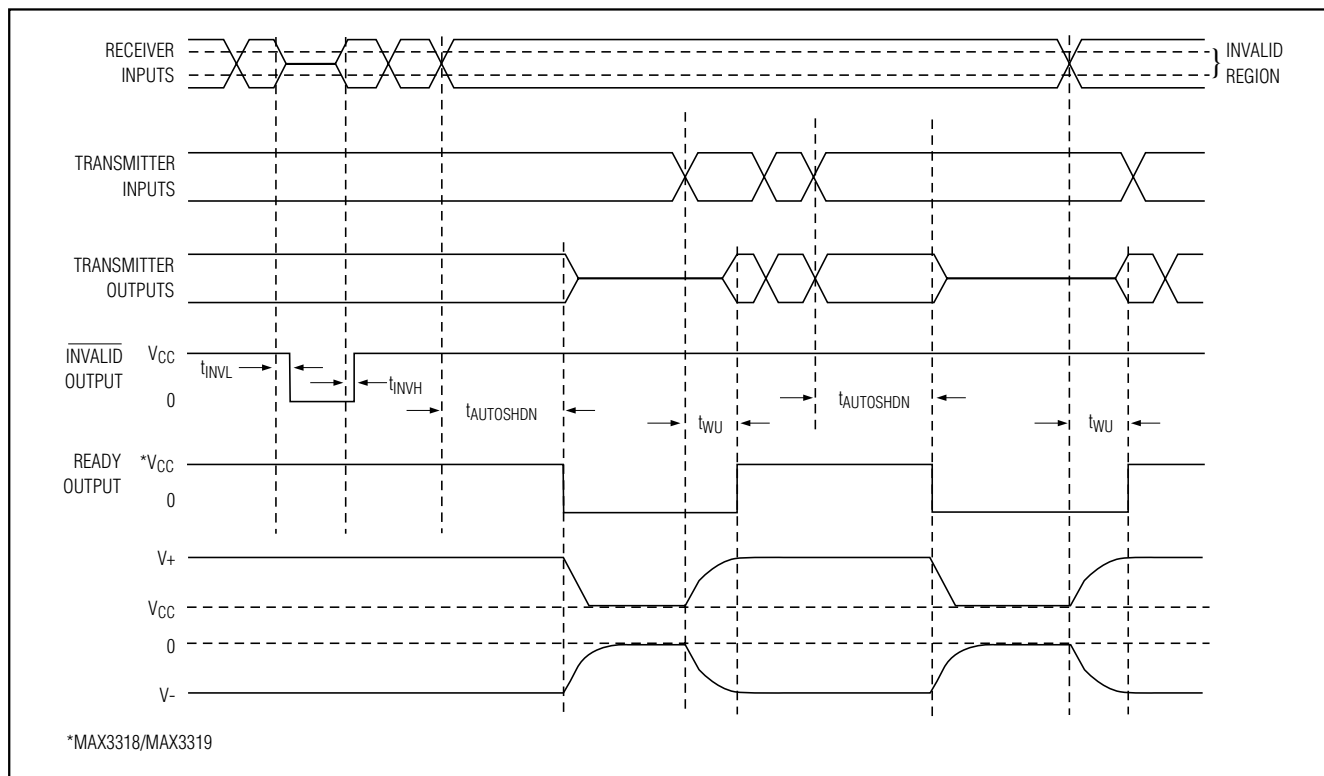 RECEIVER
INPUTS
INVALID
REGION
TRANSMITTER
INPUTS
TRANSMITTER
OUTPUTS
INVALID
OUTPUT
VCC
0
tINVL
tINVH
tAUTOSHDN
tWU
tAUTOSHDN
tWU
READY
OUTPUT
*VCC
0
V+
VCC
0
V-
*MAX3318/MAX3319